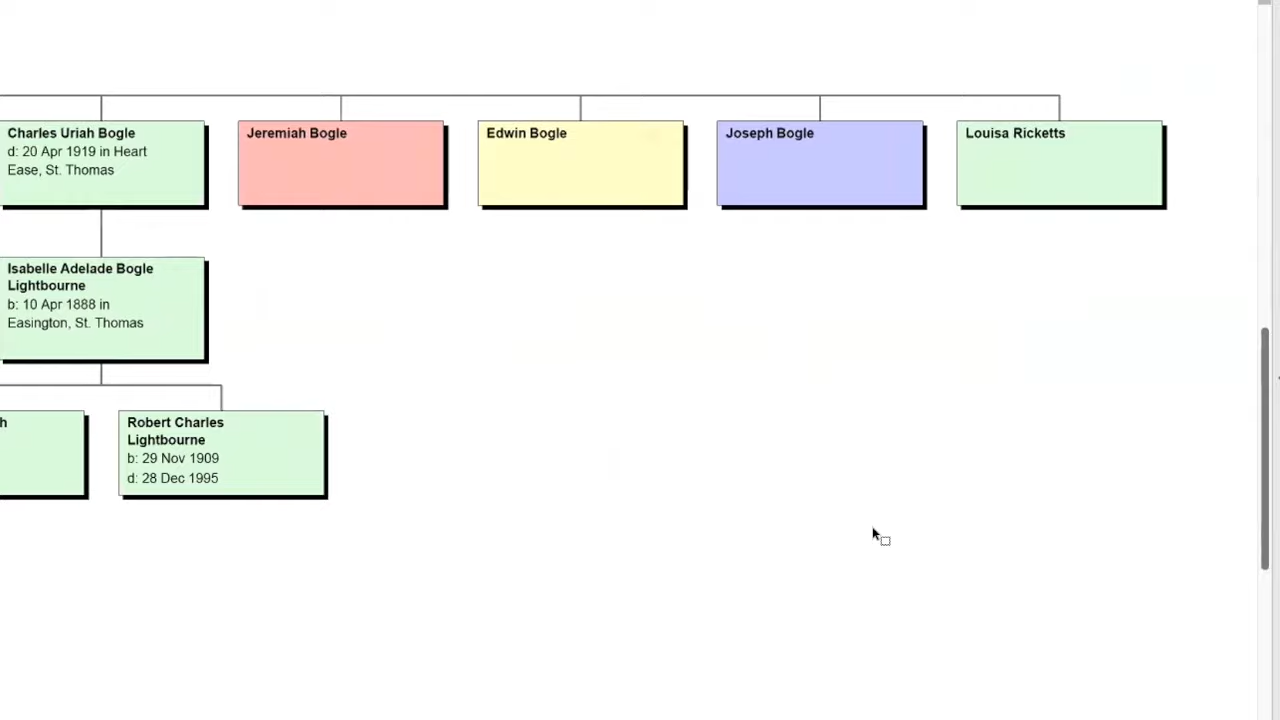 Charles Uriah Bogle
d: 20 Apr 1919 in Heart
Ease, St. Thomas
Jeremiah Bogle
Edwin Bogle
Joseph Bogle
Louisa Ricketts
Isabelle Adelade Bogle
Lightbourne
b: 10 Apr 1888 in
Easington, St. Thomas
h
Robert Charles
Lightbourne
b: 29 Nov 1909
d: 28 Dec 1995